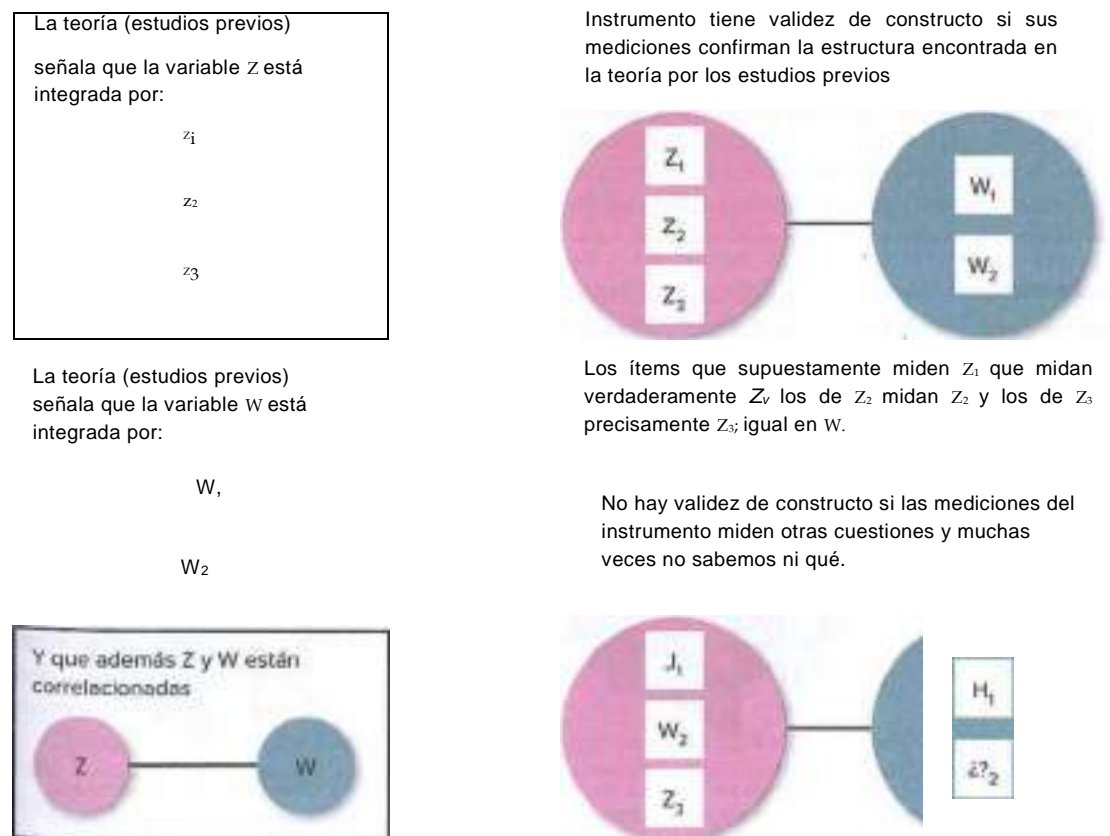 La teoría (estudios previos)
señala que la variable Z está
integrada por:
zi
z2
z3
La teoría (estudios previos)
señala que la variable W está
integrada por:
W,
W2
Y que además Z y W están
correlacionadas
Z
W
Instrumento tiene validez de constructo si sus
mediciones confirman la estructura encontrada en
la teoría por los estudios previos
Z1
Z2
Z3
W1
W2
Los ítems que supuestamente miden Z1 que midan
verdaderamente Zv los de Z2 midan Z2 y los de Z3
precisamente Z3; igual en W.
No hay validez de constructo si las mediciones del
instrumento miden otras cuestiones y muchas
veces no sabemos ni qué.
J1
W2
Z3
H1
¿?2